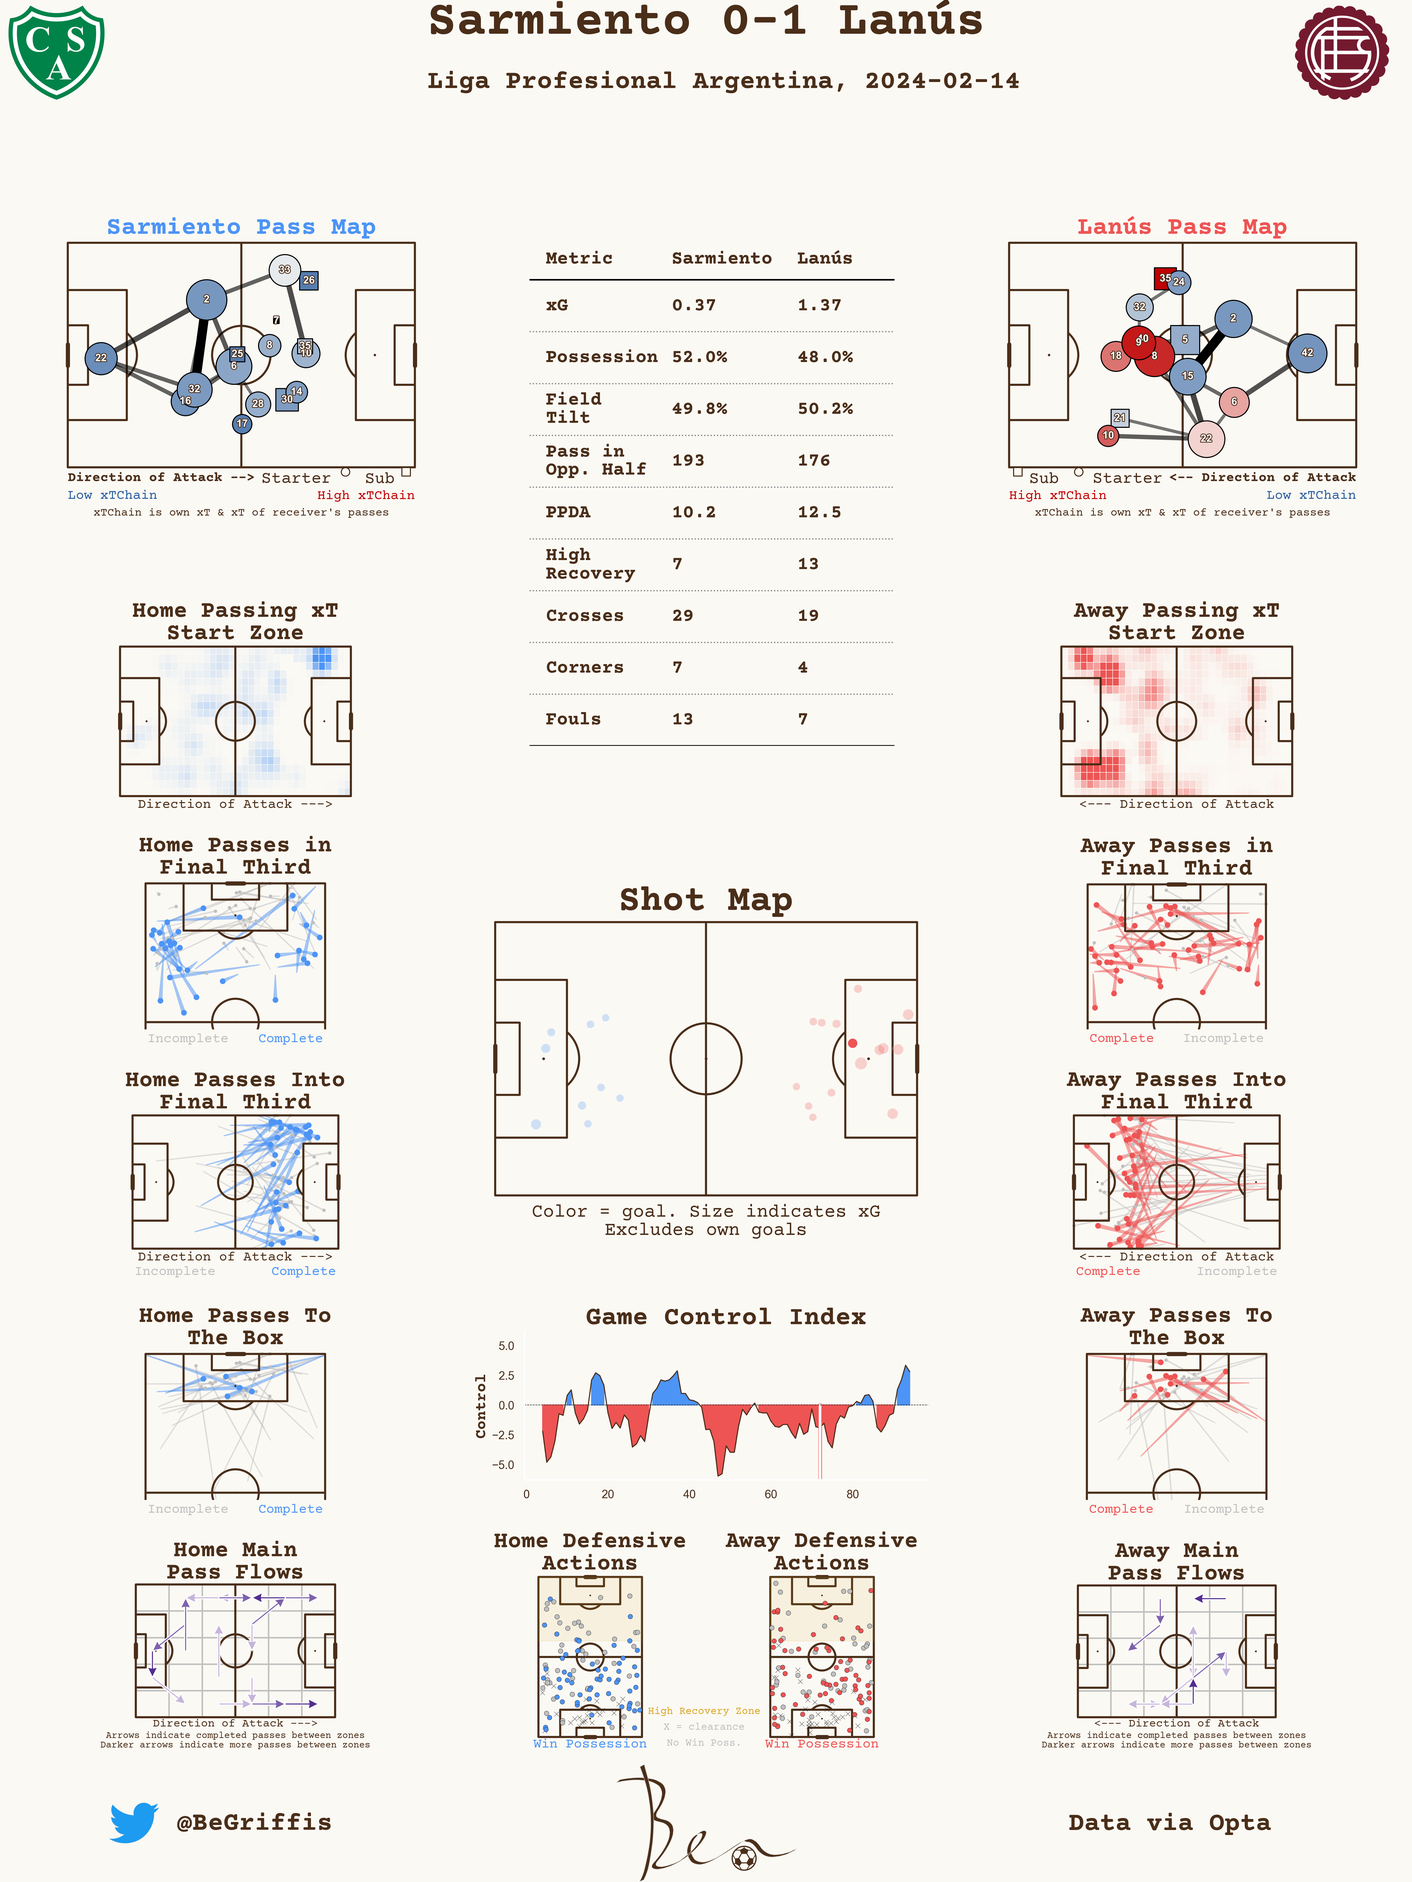 Sarmiento 0-1 Lanús
Liga Profesional Argentina, 2024-02-14
C S
A
Sarmiento Pass Map
33
26
2
7
8
35
10
25
6
22
32
16
14
30
28
17
Direction of Attack --> Starter Sub
Low xTChain High xTChain
xTChain is own xT & xT of receiver's passes
Metric Sarmiento Lanús
xG 0.37 1.37
Possession 52.0% 48.0%
Field
Tilt 49.8% 50.2%
Pass in
Opp. Half 193 176
PPDA 10.2 12.5
High
Recovery 7 13
Crosses 29 19
Corners 7 4
Fouls 13 7
Lanús Pass Map
35
24
32
2
5
9
18
8
42
15
6
21
10
22
Sub Starter <-- Direction of Attack
High xTChain Low xTChain
xTChain is own xT & xT of receiver's passes
Home Passing xT
Start Zone
Direction of Attack --->
Away Passing xT
Start Zone
<--- Direction of Attack
Home Passes in
Final Third
Incomplete Complete
Away Passes in
Final Third
Complete Incomplete
Shot Map
Color = goal. Size indicates xG
Excludes own goals
Home Passes Into
Final Third
Direction of Attack --->
Incomplete Complete
Away Passes Into
Final Third
<--- Direction of Attack
Complete Incomplete
Home Passes To
The Box
Incomplete Complete
Game Control Index
Control
5.0
2.5
0.0
−2.5
−5.0
0 20 40 60 80
Away Passes To
The Box
Complete Incomplete
Home Main
Pass Flows
Direction of Attack --->
Arrows indicate completed passes between zones
Darker arrows indicate more passes between zones
Home Defensive
Actions
Win Possession
High Recovery Zone
X = clearance
No Win Poss.
Away Defensive
Actions
Win Possession
Away Main
Pass Flows
<--- Direction of Attack
Arrows indicate completed passes between zones
Darker arrows indicate more passes between zones
@BeGriffis
Ben
Data via Opta